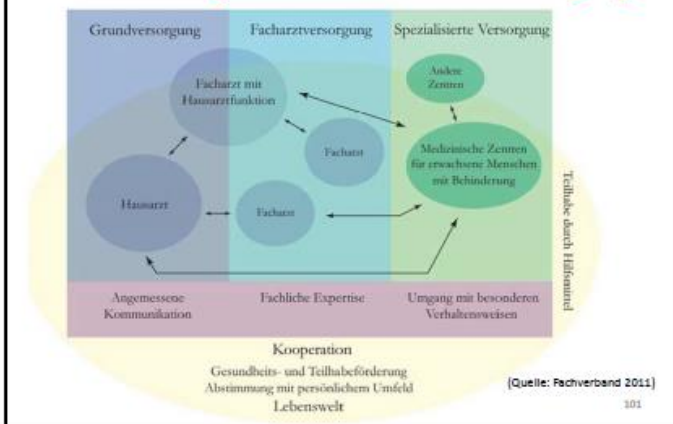 Grundversorgung
Facharztversorgung
Spezialisierte Versorgung
Facharzt mit
Hausarztfunktion
Andere
Zentren
Facharzt
Medizinische Zentren
für erwachsene Menschen
mit Behinderung
Hausarzt
Facharzt
Teilhabe durch Hilfsmittel
Angemessene
Kommunikation
Fachliche Expertise
Umgang mit besonderen
Verhaltensweisen
Kooperation
Gesundheits- und Teilhabeförderung
Abstimmung mit persönlichem Umfeld
Lebenswelt
(Quelle: Fachverband 2011)
101